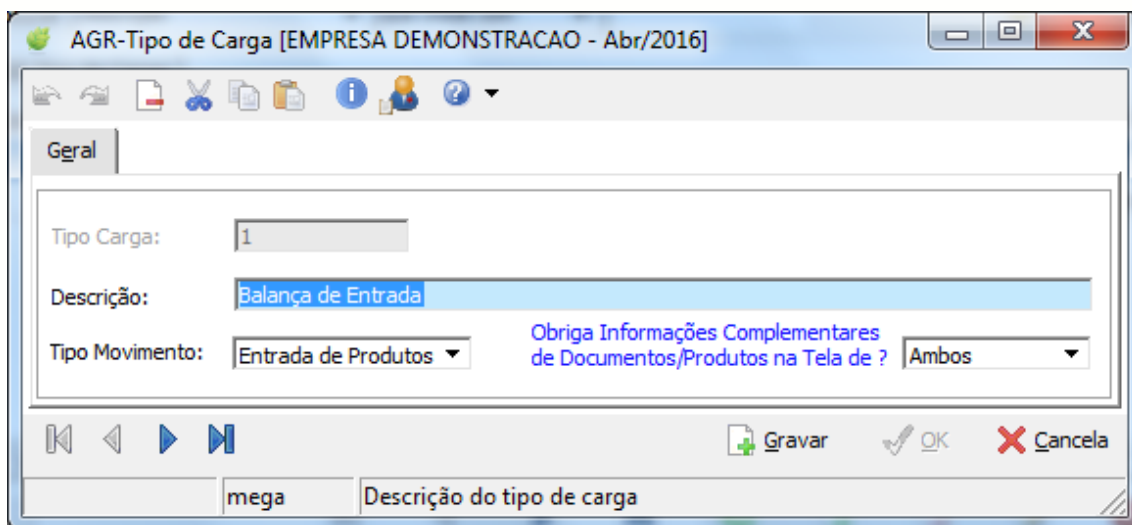 AGR-Tipo de Carga [EMPRESA DEMONSTRACAO - Abr/2016]
Geral
Tipo Carga: 1
Descrição: Balança de Entrada
Tipo Movimento: Entrada de Produtos
Obriga Informações Complementares
de Documentos/Produtos na Tela de ? Ambos
Gravar OK Cancela
mega Descrição do tipo de carga